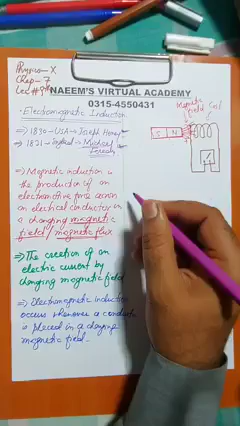 Physics-X
Chap-7
Lec #
NAEEM'S VIRTUAL ACADEMY
0315-4550431
Electromagnetic Induction
⇒ 1830 - USA → Joseph Henry
⇒ 1821 - England → Michael
⇒ Magnetic induction is
the production of an
electromotive force across
an electrical conductor in
a changing magnetic
field / magnetic flux
⇒ The creation of an
electric current by
changing magnetic field
⇒ Electromagnetic induction
occurs whenever a conductor
is placed in a changing
magnetic field.
Magnetic
Field
Coil
S
N